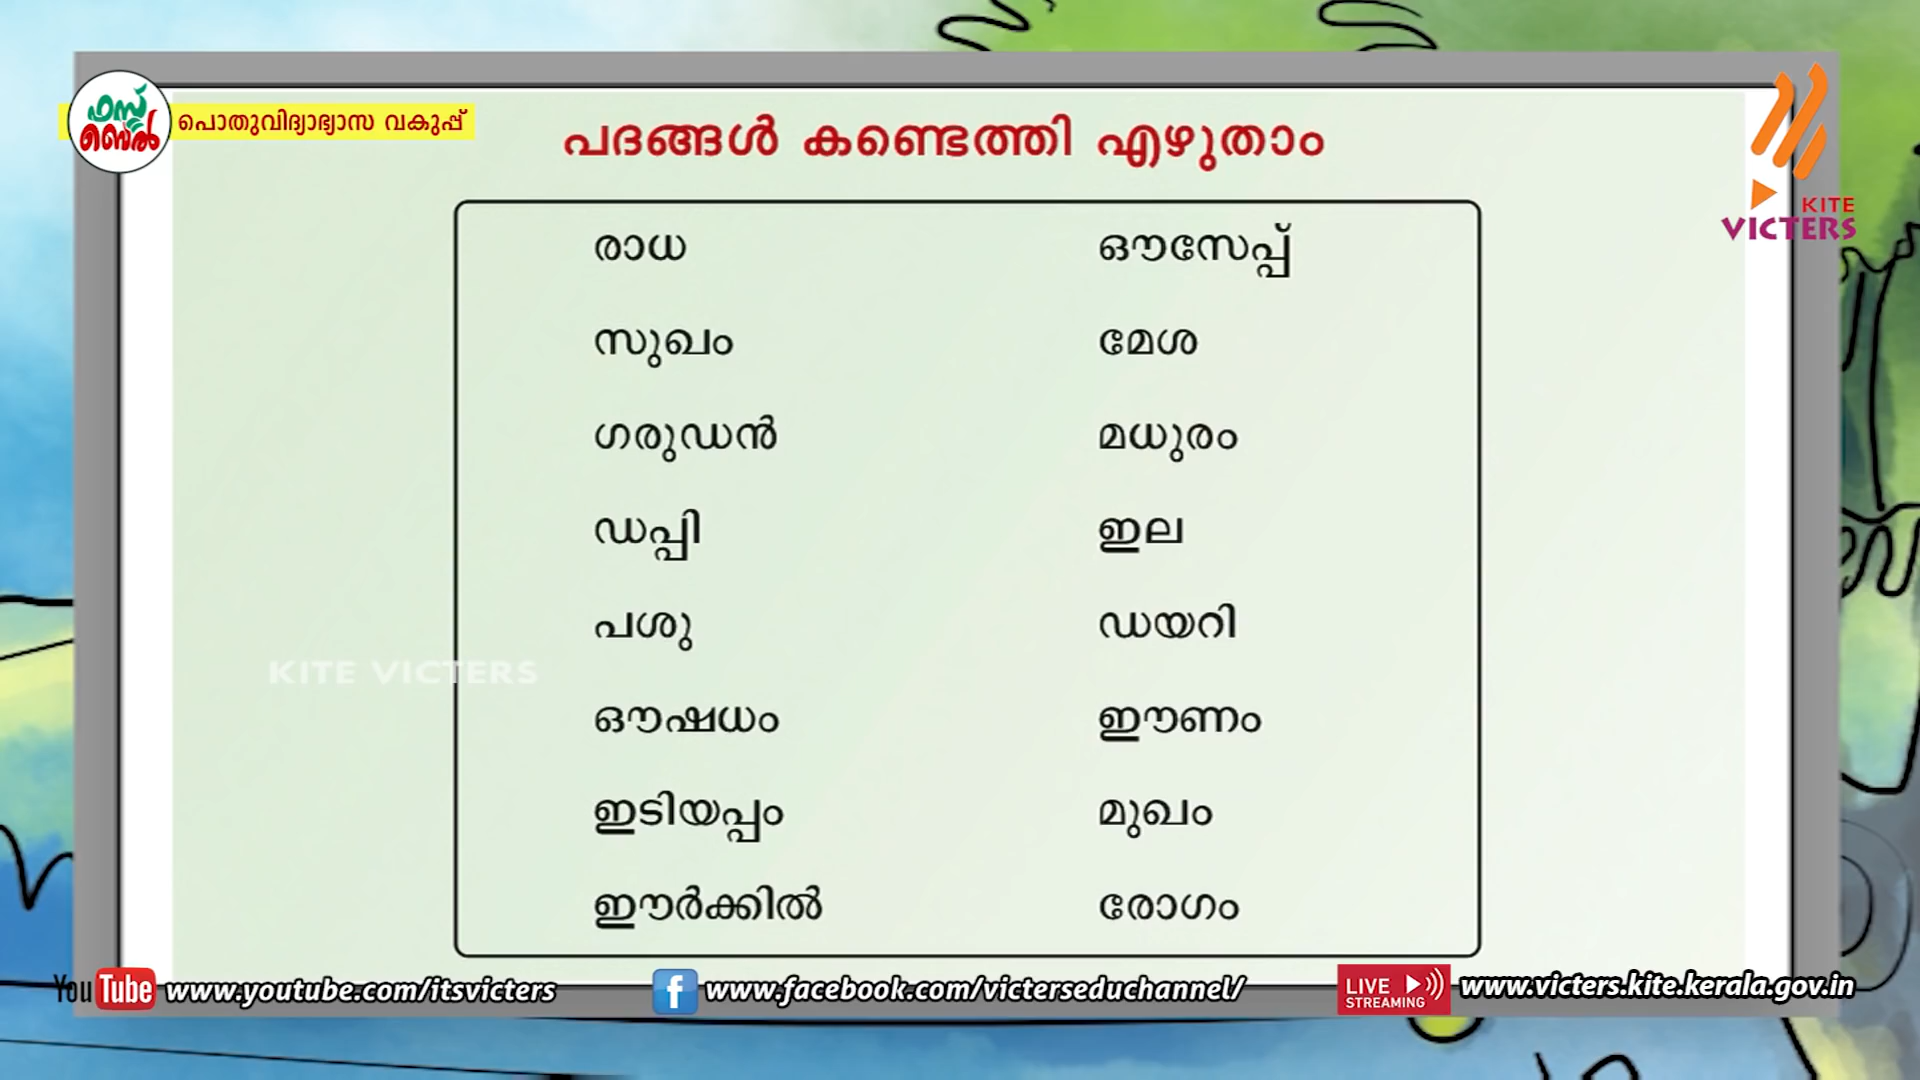 ഫസ്റ്റ്
ബെൽ
പൊതുവിദ്യാഭ്യാസ വകുപ്പ്
പദങ്ങൾ കണ്ടെത്തി എഴുതാം
KITE
VICTERS
രാധ ഔസേപ്പ്
സുഖം മേശ
ഗരുഡൻ മധുരം
ഡപ്പി ഇല
പശു ഡയറി
KITE VICTERS
ഔഷധം ഈണം
ഇടിയപ്പം മുഖം
ഈർക്കിൽ രോഗം
YouTube www.youtube.com/itsvicters
f www.facebook.com/victerseduchannel/
LIVE STREAMING www.victers.kite.kerala.gov.in